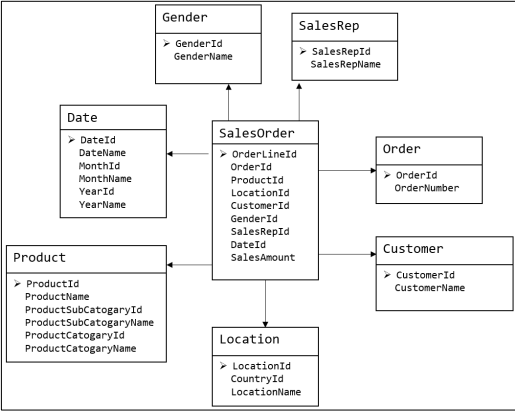 Gender
➢ GenderId
GenderName
SalesRep
➢ SalesRepId
SalesRepName
Date
➢ DateId
DateName
MonthId
MonthName
YearId
YearName
SalesOrder
➢ OrderLineId
OrderId
ProductId
LocationId
CustomerId
GenderId
SalesRepId
DateId
SalesAmount
Order
➢ OrderId
OrderNumber
Product
➢ ProductId
ProductName
ProductSubCatogaryId
ProductSubCatogaryName
ProductCatogaryId
ProductCatogaryName
Customer
➢ CustomerId
CustomerName
Location
➢ LocationId
CountryId
LocationName